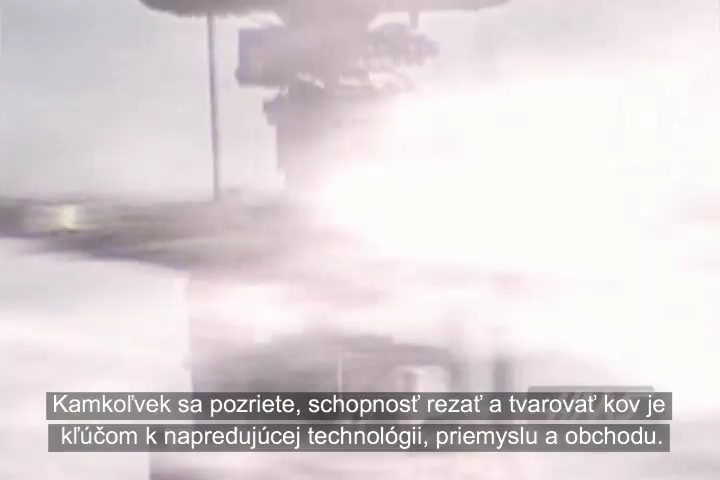 Kamkoľvek sa pozriete, schopnosť rezať a tvarovať kov je
kľúčom k napredujúcej technológii, priemyslu a obchodu.